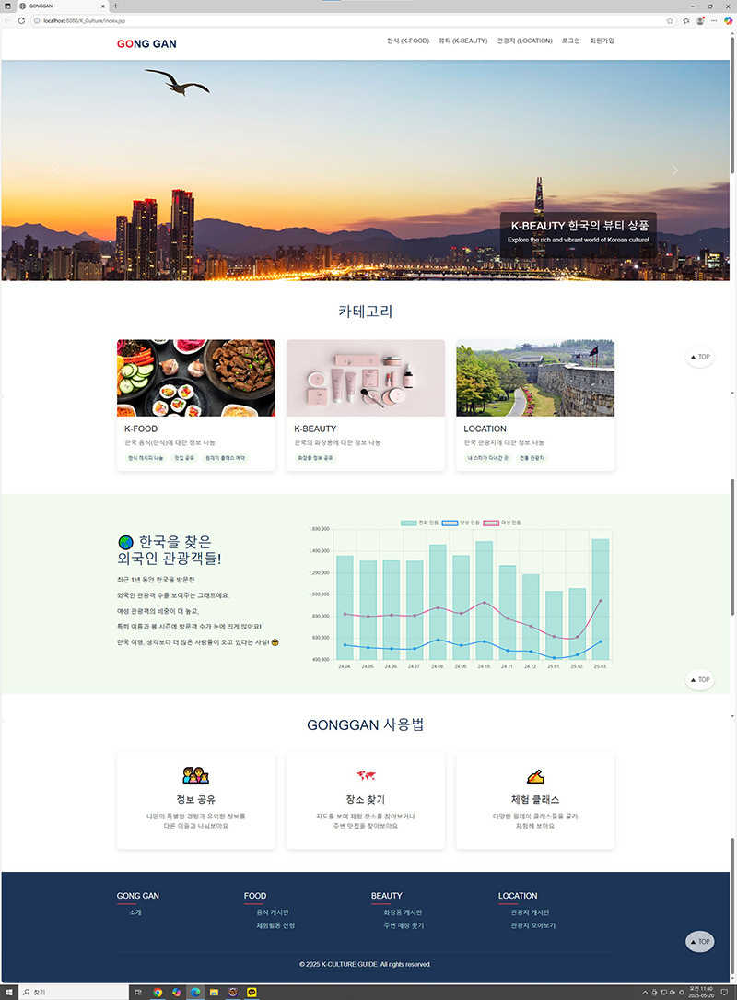 GONGGAN
localhost:8080/K_Culture/index.jsp
GONG GAN
한식 (K-FOOD) 뷰티 (K-BEAUTY) 관광지 (LOCATION) 로그인 회원가입
K-BEAUTY 한국의 뷰티 상품
Explore the rich and vibrant world of Korean culture!
카테고리
▲ TOP
K-FOOD
한국 음식(한식)에 대한 정보 나눔
한식 레시피 나눔 맛집 공유 원데이 클래스 예약
K-BEAUTY
한국의 화장품에 대한 정보 나눔
화장품 정보 공유
LOCATION
한국 관광지에 대한 정보 나눔
내 스타가 다녀간 곳 전통 관광지
🌏 한국을 찾은
외국인 관광객들!
최근 1년 동안 한국을 방문한
외국인 관광객 수를 보여주는 그래프예요.
여성 관광객의 비중이 더 높고,
특히 여름과 봄 시즌에 방문객 수가 눈에 띄게 많아요!
한국 여행, 생각보다 더 많은 사람들이 오고 있다는 사실! 😎
전체 인원 남성 인원 여성 인원
1,600,000
1,400,000
1,200,000
1,000,000
800,000
600,000
400,000
24.04. 24.05. 24.06. 24.07. 24.08. 24.09. 24.10. 24.11. 24.12. 25.01. 25.02. 25.03.
▲ TOP
GONGGAN 사용법
정보 공유
나만의 특별한 경험과 유익한 정보를
다른 이들과 나눠보아요
장소 찾기
지도를 보며 체험 장소를 찾아보거나
주변 맛집을 찾아보아요
체험 클래스
다양한 원데이 클래스들을 골라
체험해 보아요
GONG GAN
소개
FOOD
음식 게시판
체험활동 신청
BEAUTY
화장품 게시판
주변 매장 찾기
LOCATION
관광지 게시판
관광지 모아보기
▲ TOP
© 2025 K-CULTURE GUIDE. All rights reserved.
찾기
오전 11:40
2025-05-20